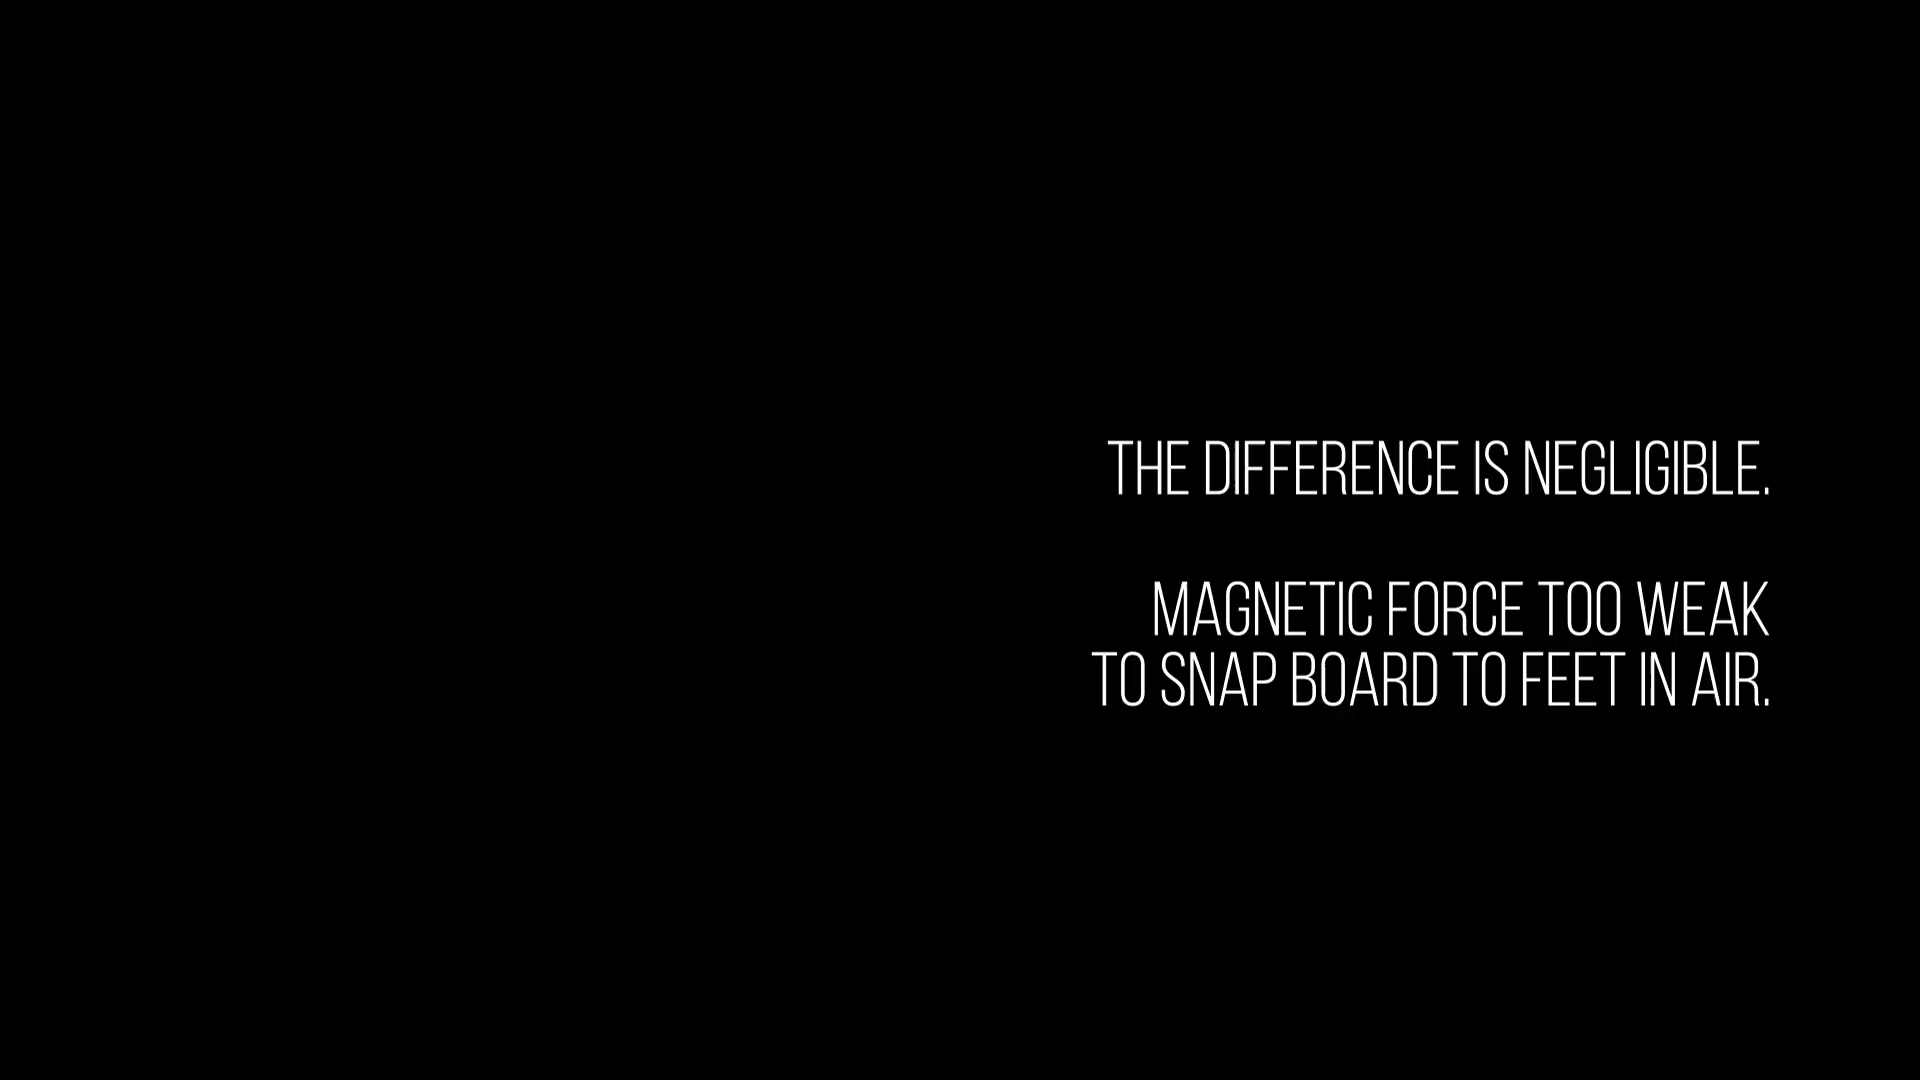 THE DIFFERENCE IS NEGLIGIBLE.
MAGNETIC FORCE TOO WEAK
TO SNAP BOARD TO FEET IN AIR.